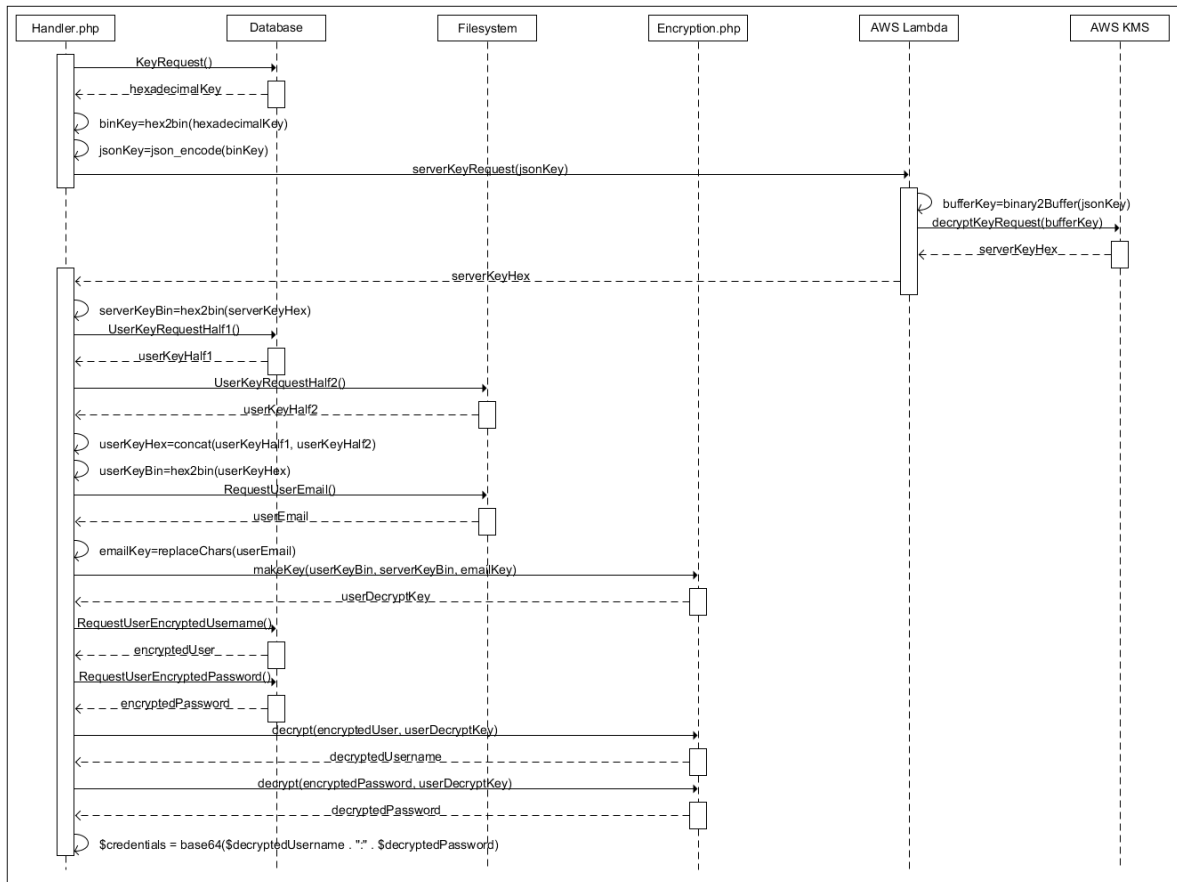 Handler.php
Database
Filesystem
Encryption.php
AWS Lambda
AWS KMS
KeyRequest()
hexadecimalKey
binKey=hex2bin(hexadecimalKey)
jsonKey=json_encode(binKey)
serverKeyRequest(jsonKey)
bufferKey=binary2Buffer(jsonKey)
decryptKeyRequest(bufferKey)
serverKeyHex
serverKeyHex
serverKeyBin=hex2bin(serverKeyHex)
UserKeyRequestHalf1()
userKeyHalf1
UserKeyRequestHalf2()
userKeyHalf2
userKeyHex=concat(userKeyHalf1, userKeyHalf2)
userKeyBin=hex2bin(userKeyHex)
RequestUserEmail()
userEmail
emailKey=replaceChars(userEmail)
makeKey(userKeyBin, serverKeyBin, emailKey)
userDecryptKey
RequestUserEncryptedUsername()
encryptedUser
RequestUserEncryptedPassword()
encryptedPassword
decrypt(encryptedUser, userDecryptKey)
decryptedUsername
decrypt(encryptedPassword, userDecryptKey)
decryptedPassword
$credentials = base64($decryptedUsername . ":" . $decryptedPassword)